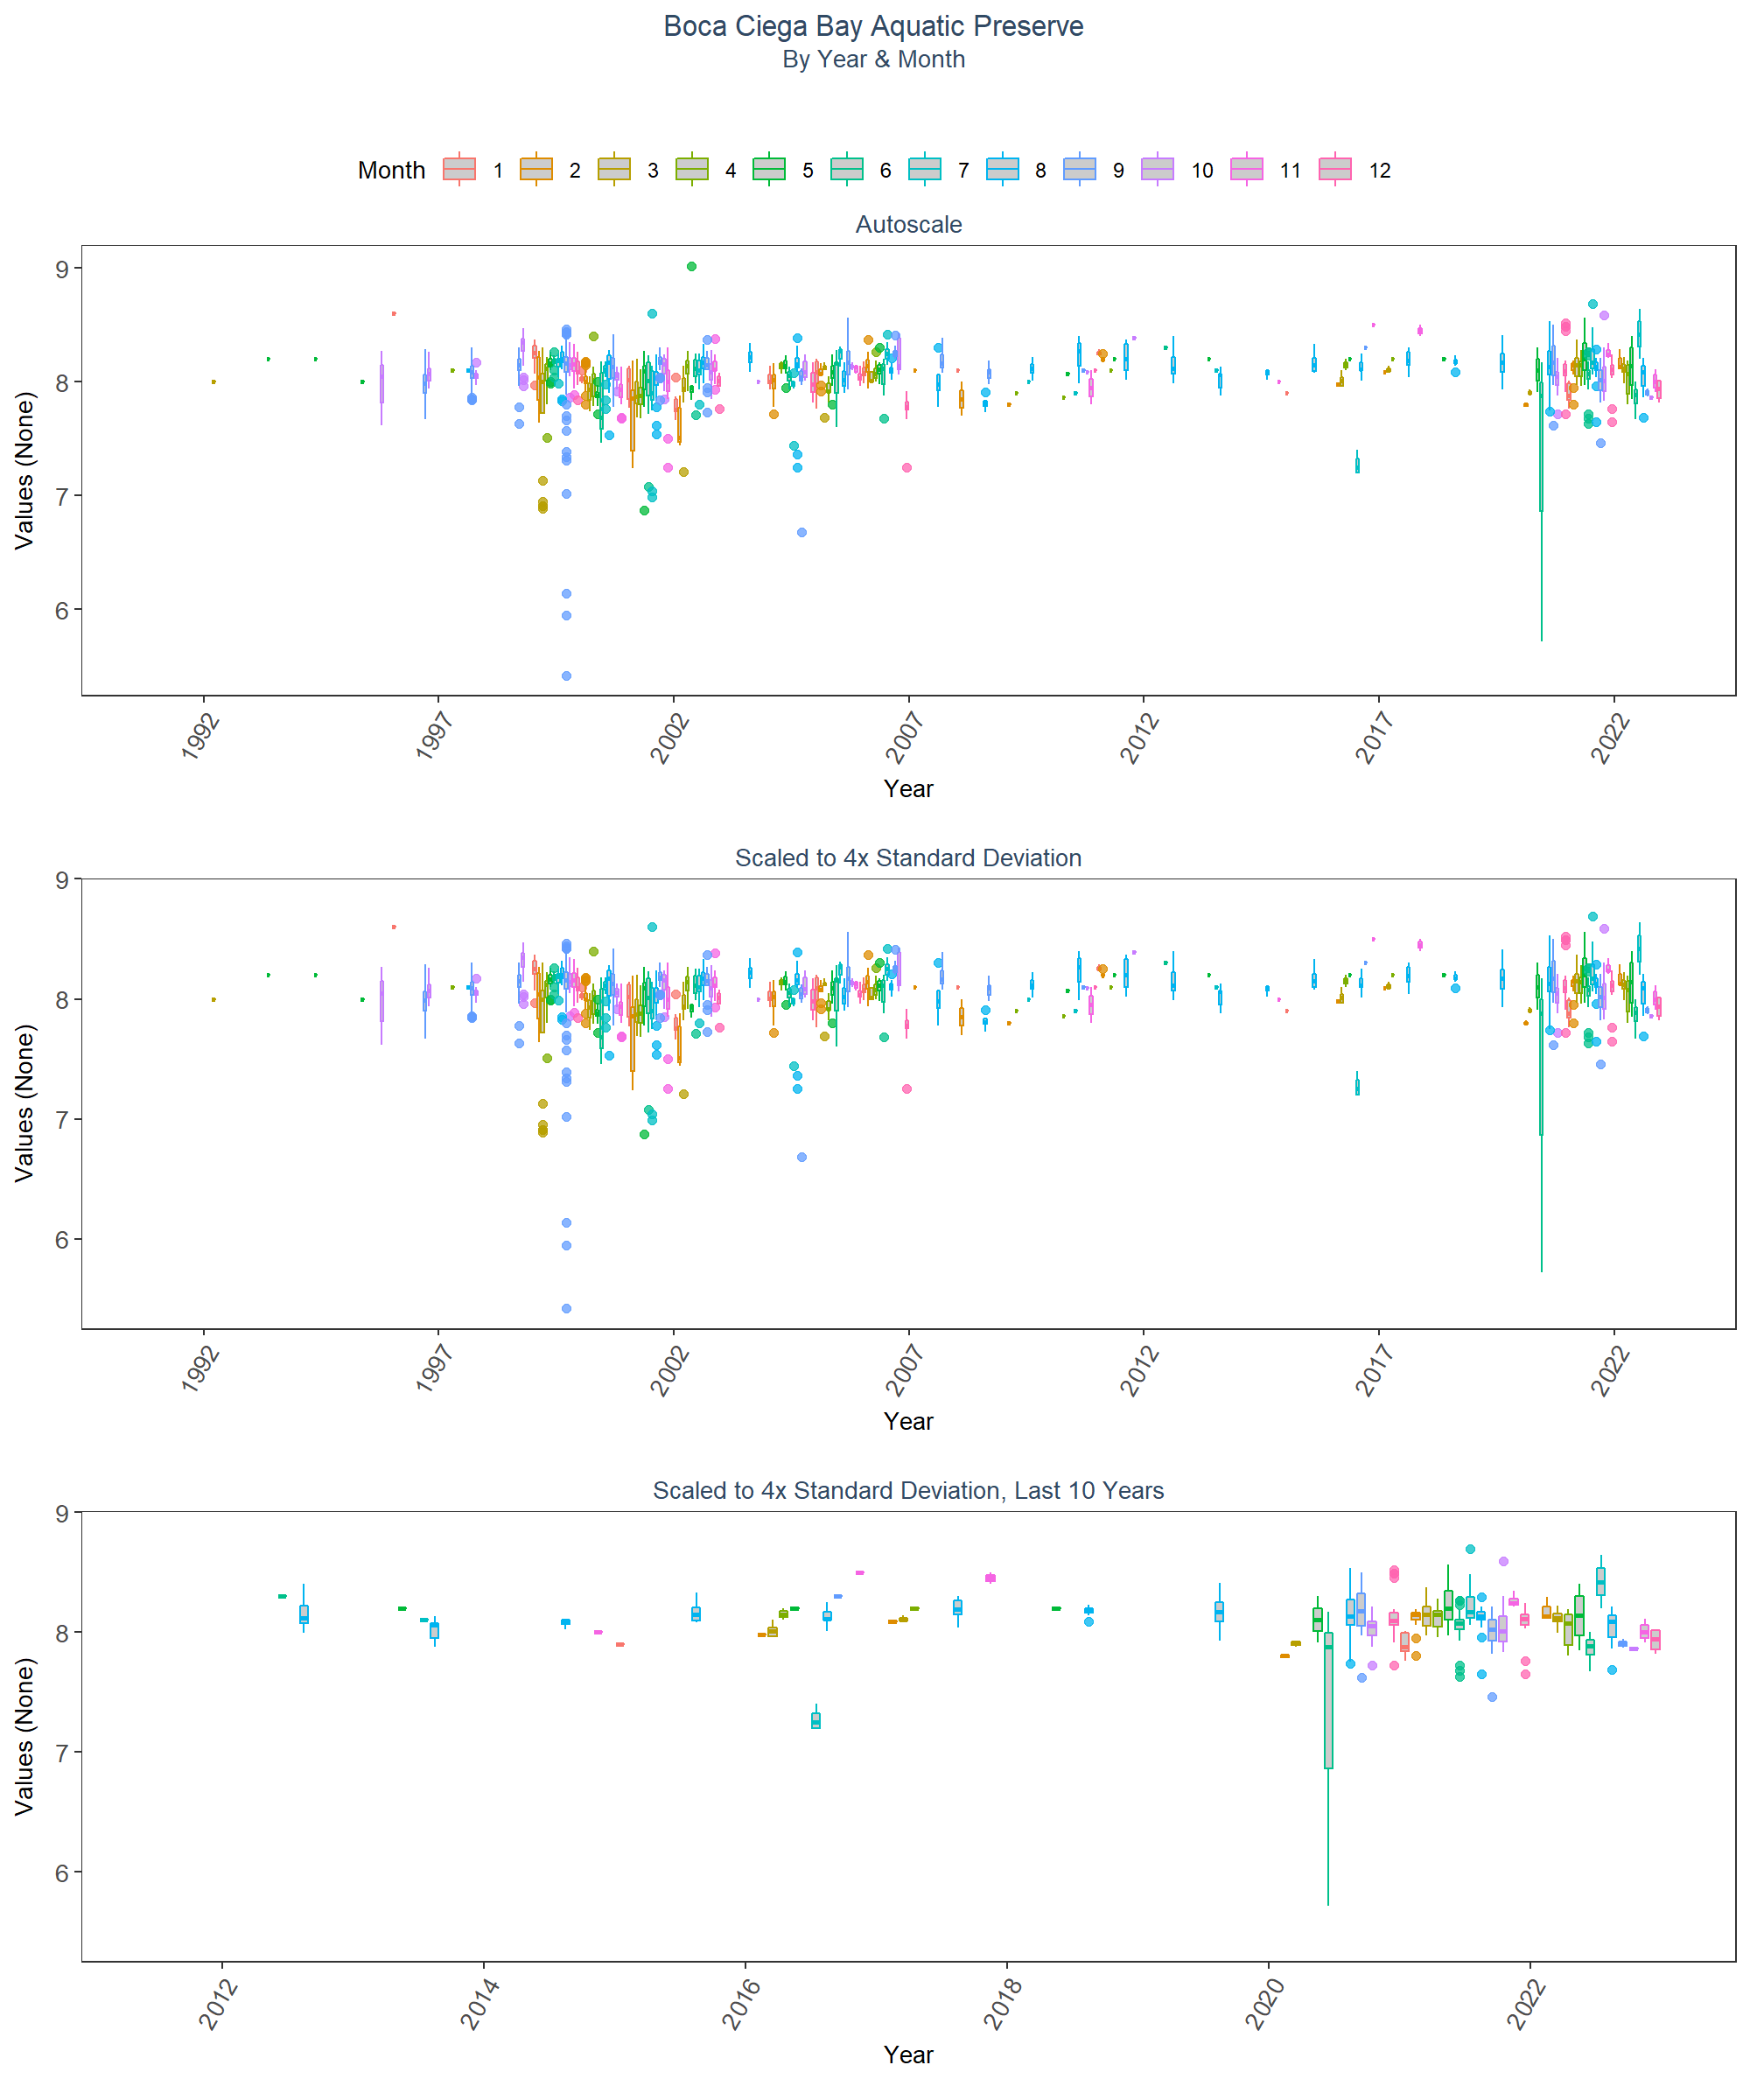 Boca Ciega Bay Aquatic Preserve
By Year & Month
Month 1 2 3 4 5 6 7 8 9 10 11 12
Autoscale
Values (None)
9
8
7
6
1992 1997 2002 2007 2012 2017 2022
Year
Scaled to 4x Standard Deviation
Values (None)
9
8
7
6
1992 1997 2002 2007 2012 2017 2022
Year
Scaled to 4x Standard Deviation, Last 10 Years
Values (None)
9
8
7
6
2012 2014 2016 2018 2020 2022
Year